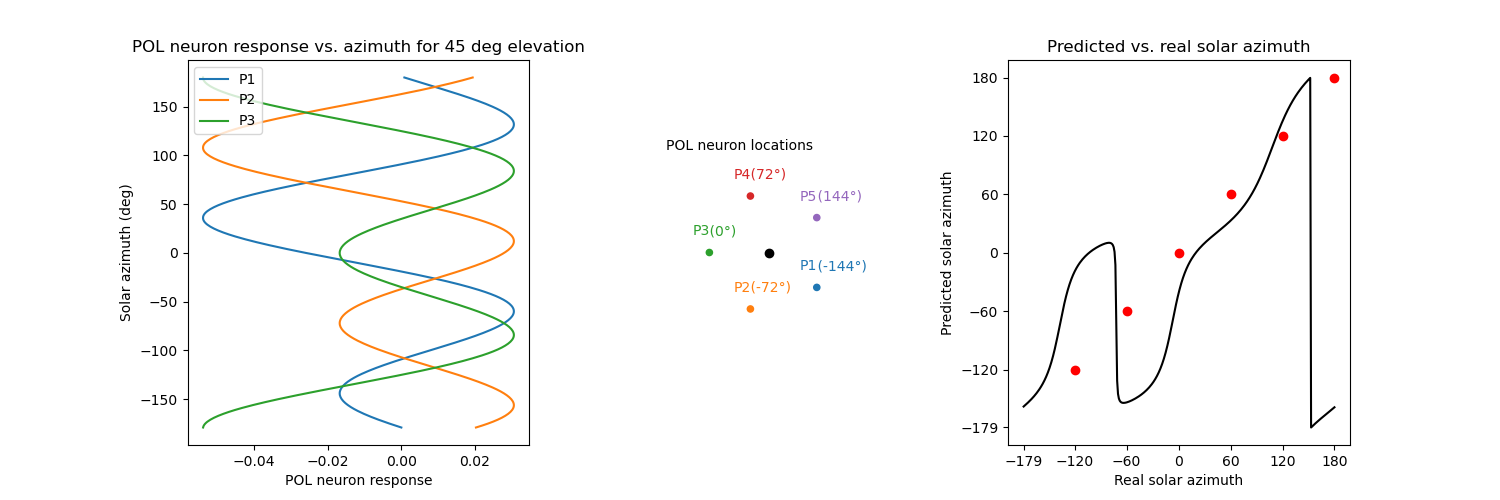 POL neuron response vs. azimuth for 45 deg elevation
P1
P2
P3
150
100
50
0
−50
−100
−150
Solar azimuth (deg)
−0.04
−0.02
0.00
0.02
POL neuron response
POL neuron locations
P4(72°)
P5(144°)
P3(0°)
P1(-144°)
P2(-72°)
Predicted vs. real solar azimuth
180
120
60
0
−60
−120
−179
Predicted solar azimuth
−179
−120
−60
0
60
120
180
Real solar azimuth